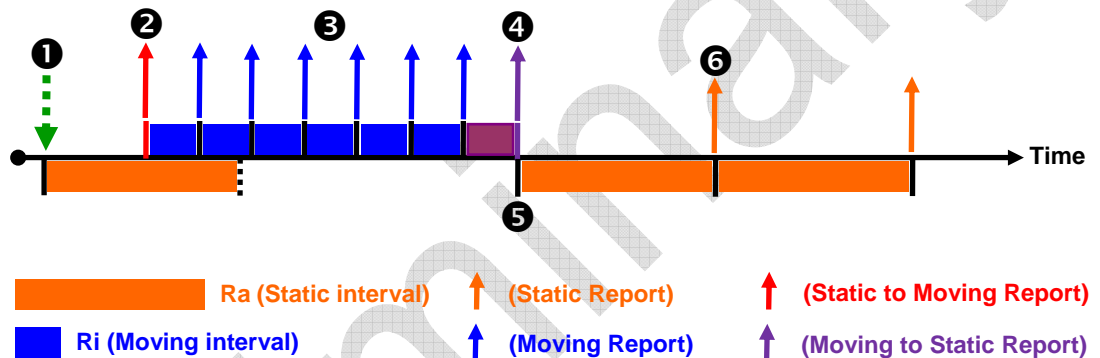 ❶ ❷ ❸ ❹ ❻
Time
❺
Ra (Static interval) (Static Report) (Static to Moving Report)
Ri (Moving interval) (Moving Report) (Moving to Static Report)